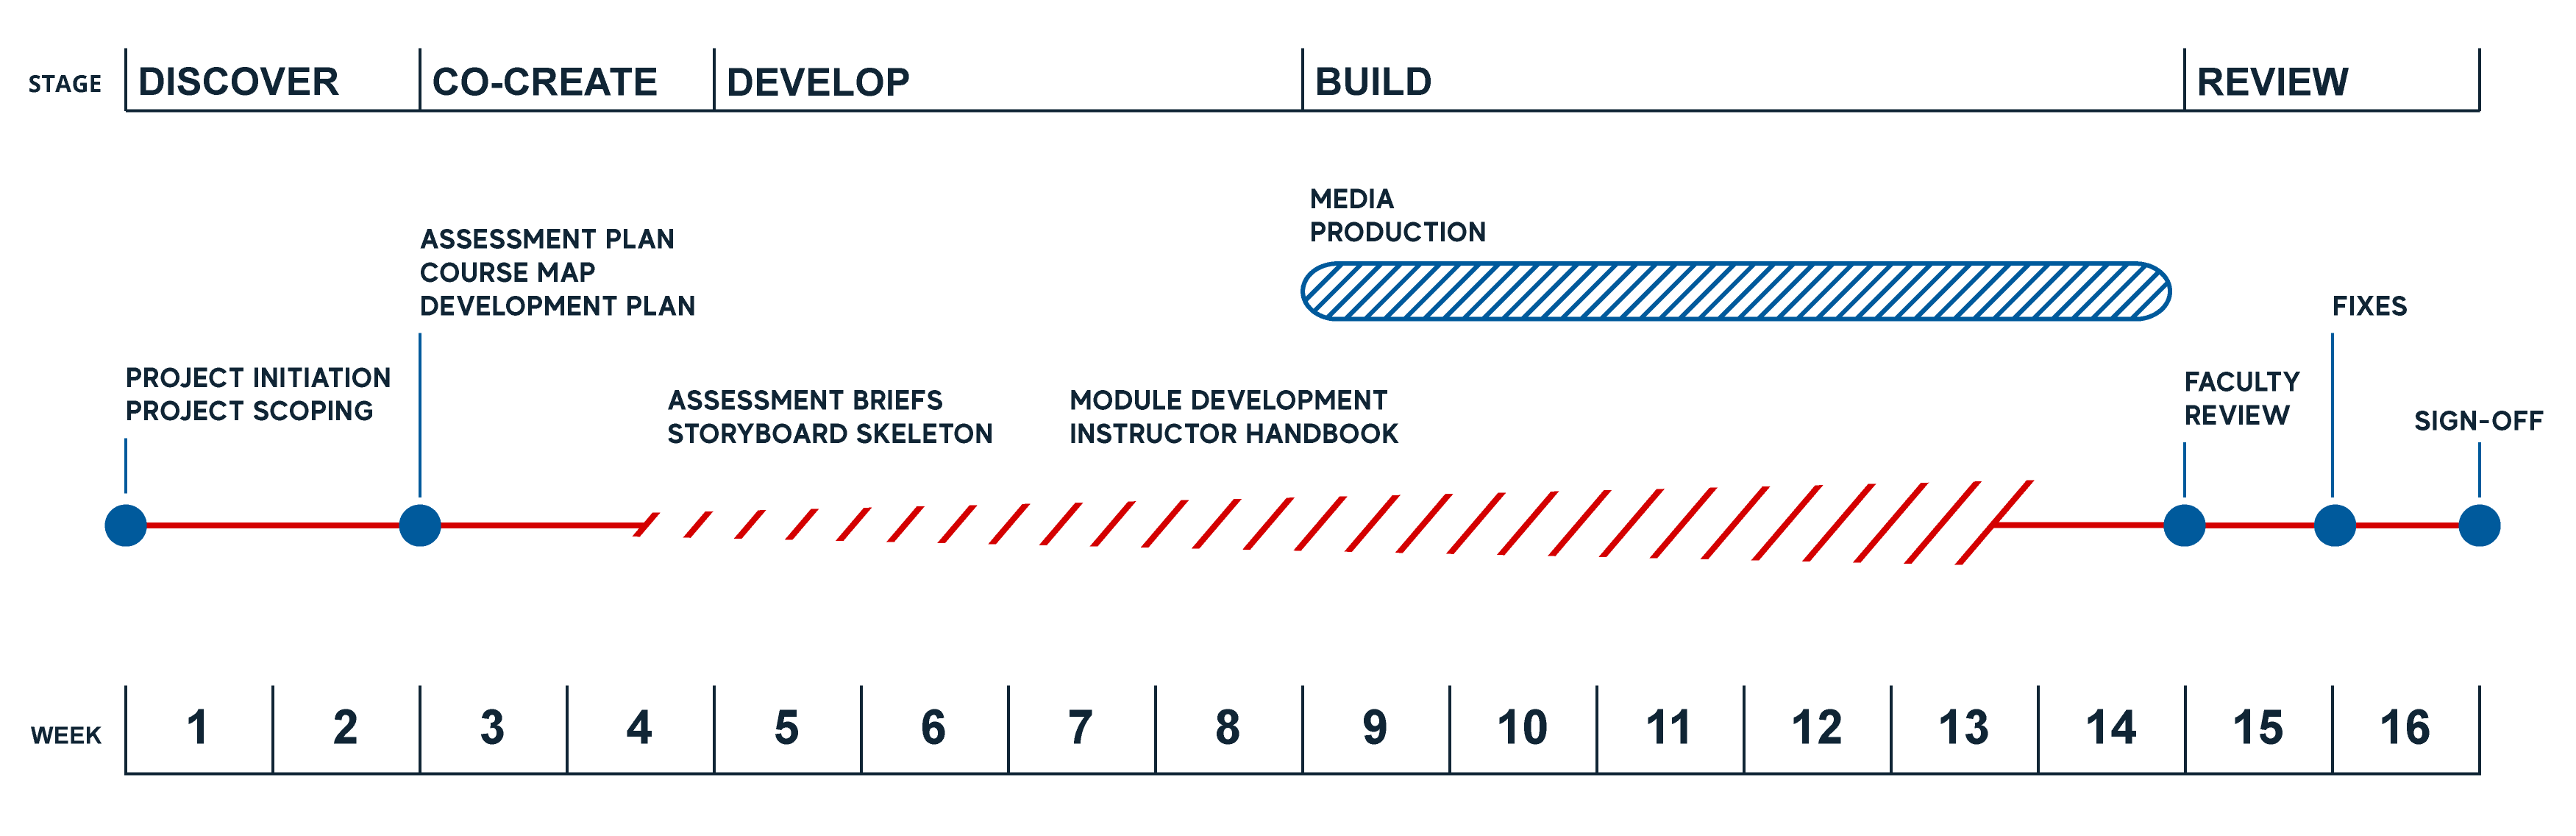 STAGE DISCOVER CO-CREATE DEVELOP BUILD REVIEW
MEDIA
PRODUCTION
ASSESSMENT PLAN
COURSE MAP
DEVELOPMENT PLAN
FIXES
PROJECT INITIATION
PROJECT SCOPING
ASSESSMENT BRIEFS
STORYBOARD SKELETON
MODULE DEVELOPMENT
INSTRUCTOR HANDBOOK
FACULTY
REVIEW
SIGN-OFF
WEEK 1 2 3 4 5 6 7 8 9 10 11 12 13 14 15 16